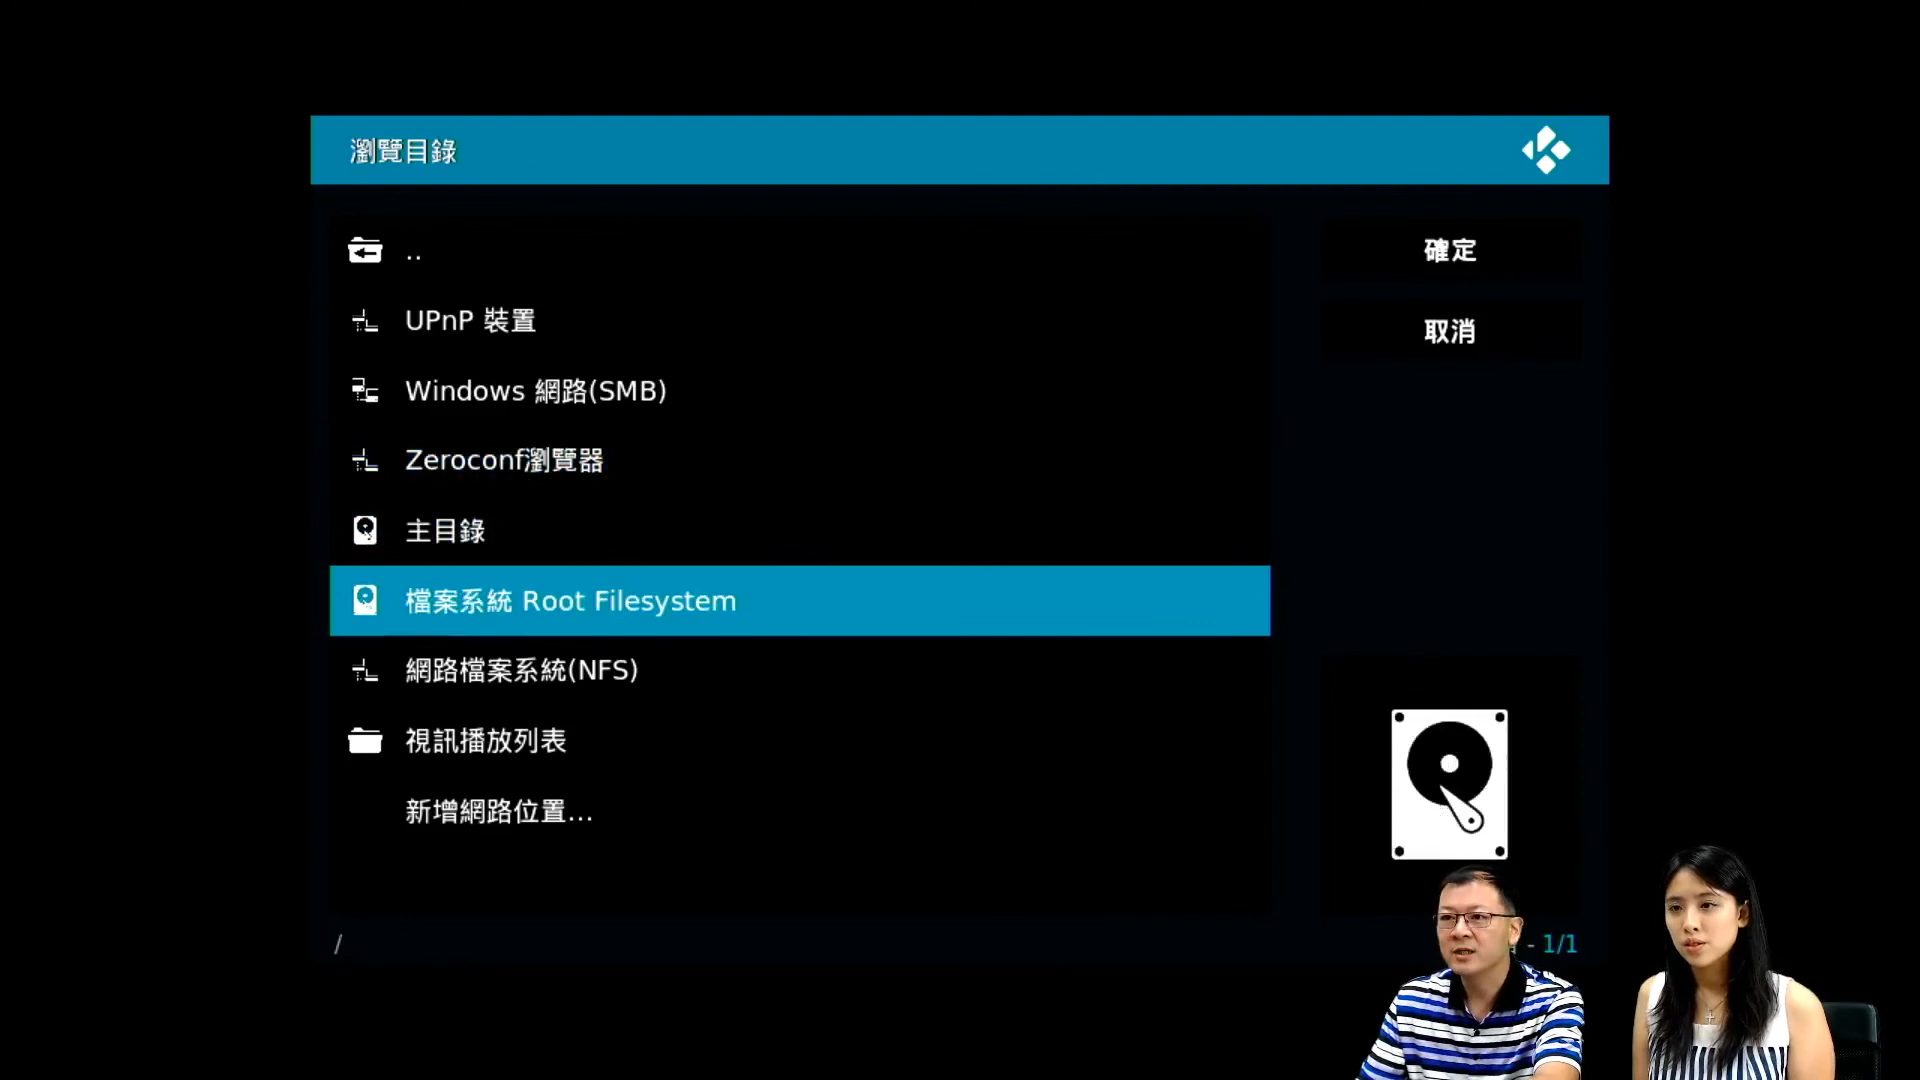 瀏覽目錄
..
UPnP 裝置
Windows 網路(SMB)
Zeroconf瀏覽器
主目錄
檔案系統 Root Filesystem
網路檔案系統(NFS)
視訊播放列表
新增網路位置...
確定
取消
/
- 1/1